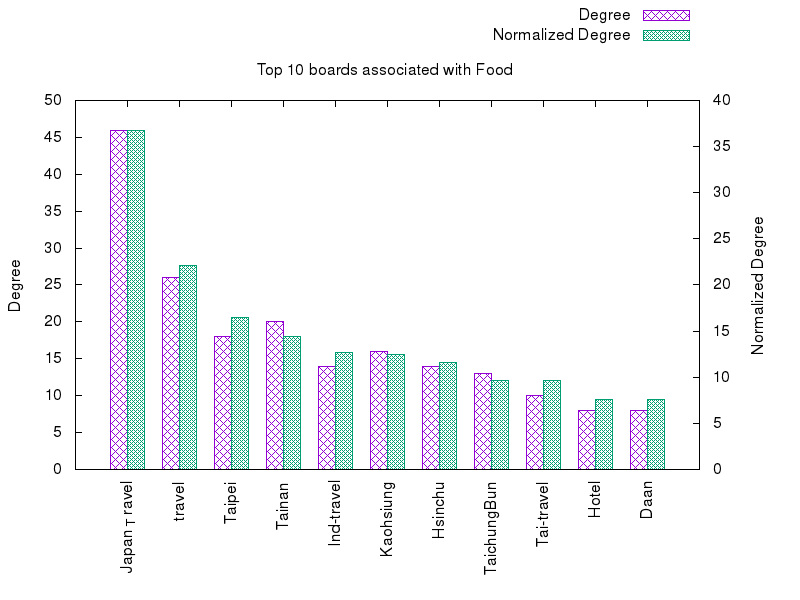 Degree
Normalized Degree
Top 10 boards associated with Food
50
45
40
35
30
25
20
15
10
5
0
Degree
40
35
30
25
20
15
10
5
0
Normalized Degree
Japan T ravel
travel
Taipei
Tainan
Ind-travel
Kaohsiung
Hsinchu
TaichungBun
Tai-travel
Hotel
Daan